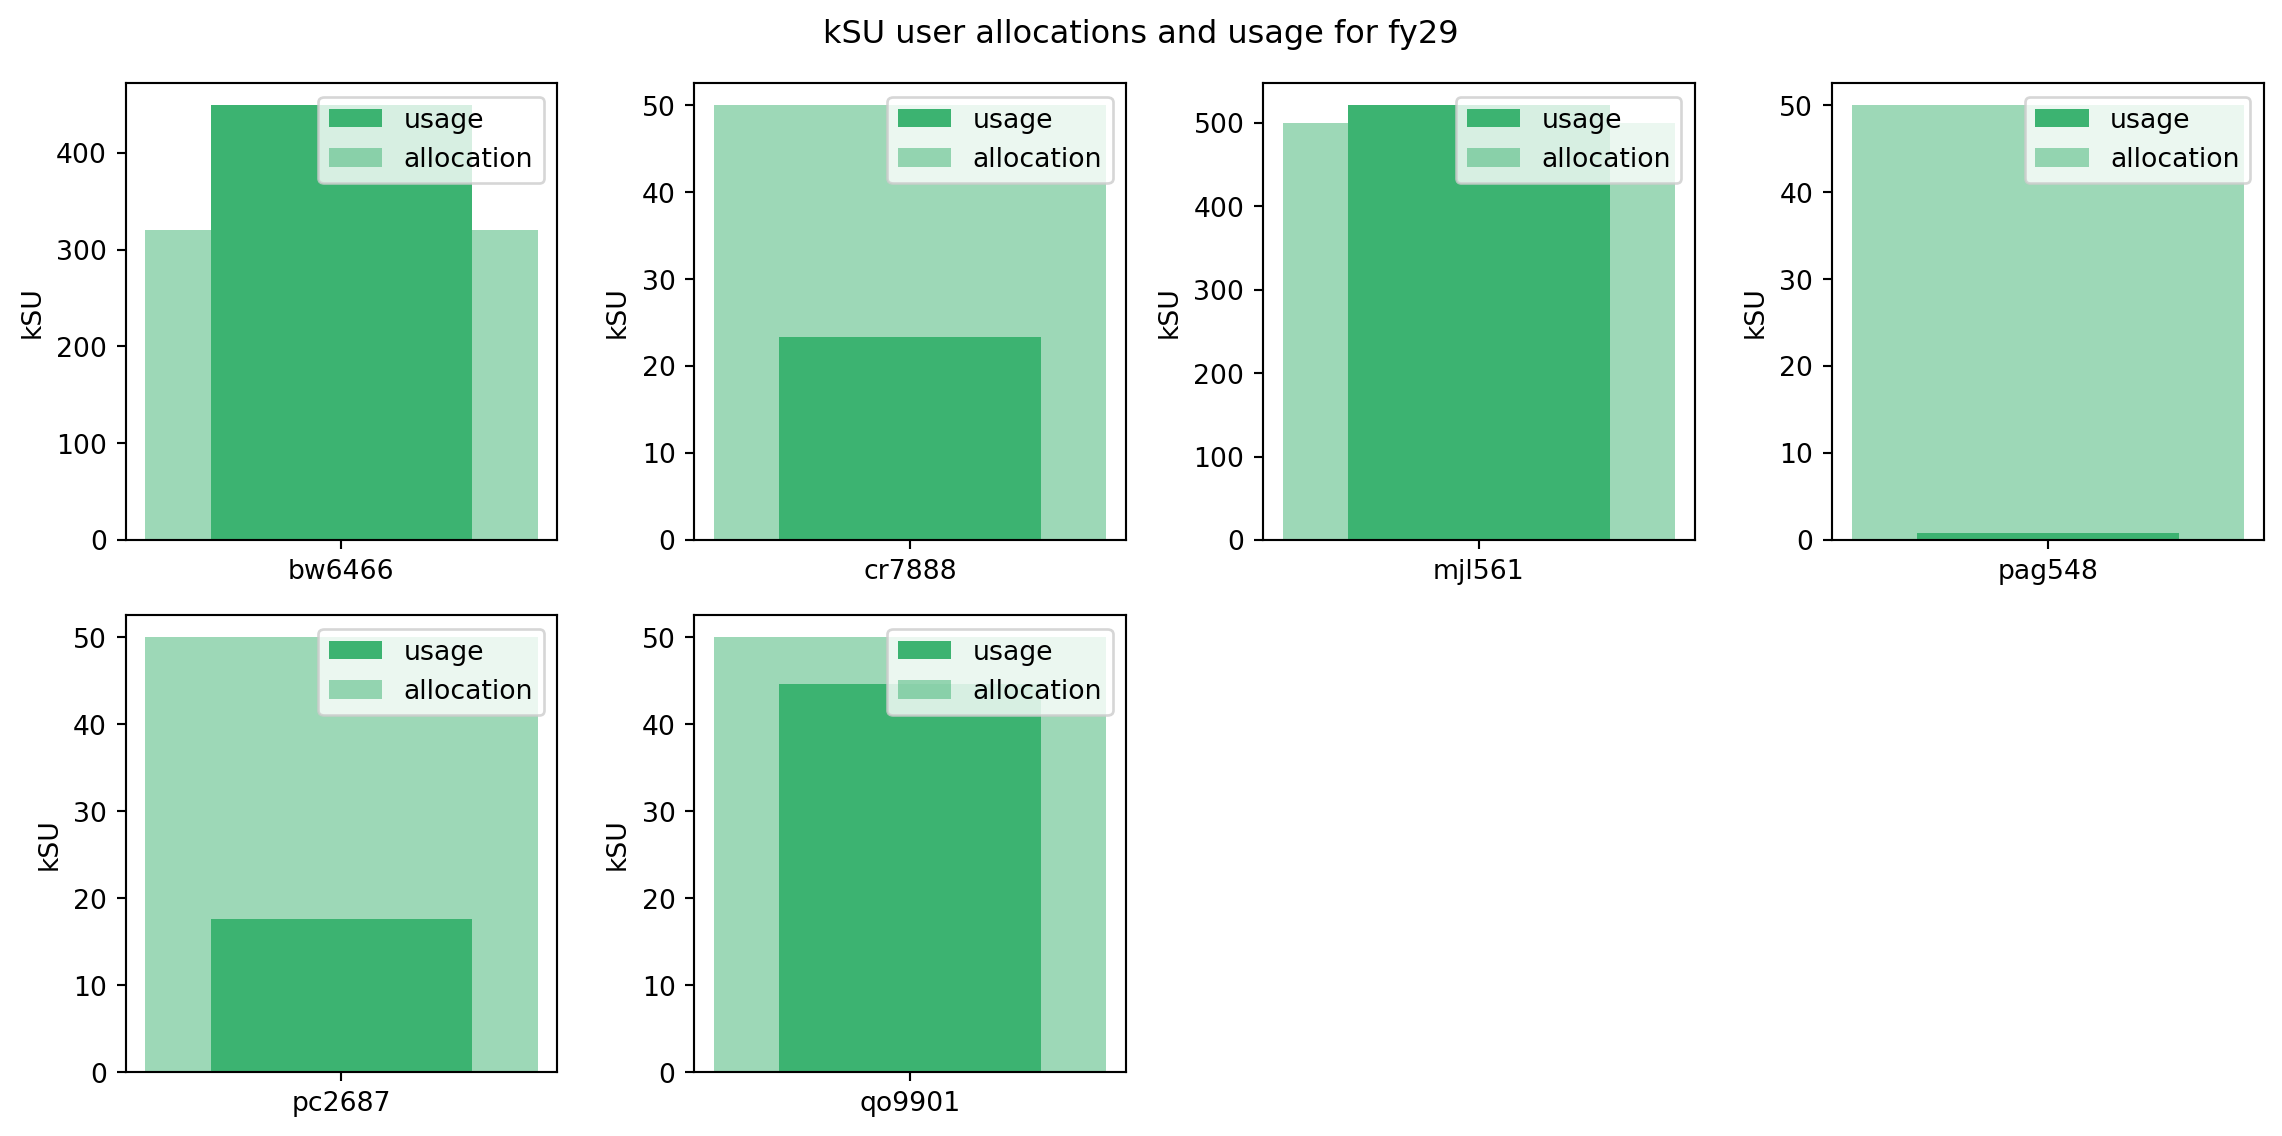 kSU user allocations and usage for fy29
usage
allocation
400
300
200
100
0
kSU
bw6466
usage
allocation
50
40
30
20
10
0
kSU
cr7888
usage
allocation
500
400
300
200
100
0
kSU
mjl561
usage
allocation
50
40
30
20
10
0
kSU
pag548
usage
allocation
50
40
30
20
10
0
kSU
pc2687
usage
allocation
50
40
30
20
10
0
kSU
qo9901